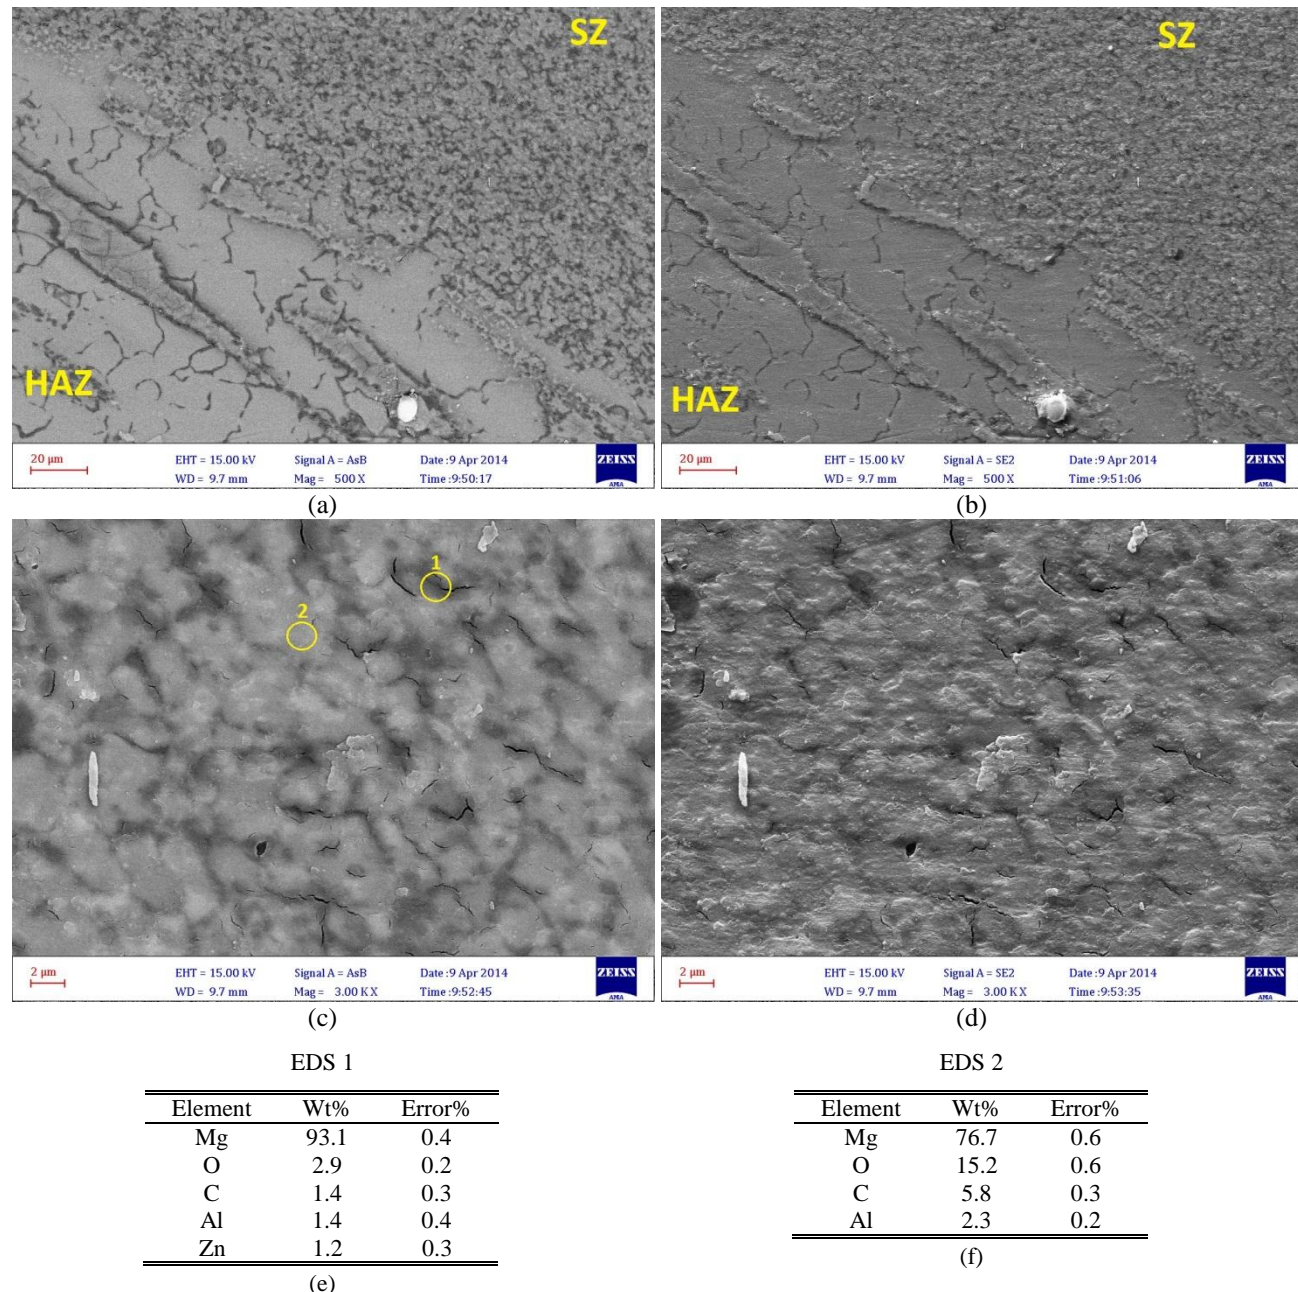 SZ
HAZ
20 µm
EHT = 15.00 kV Signal A = AsB Date :9 Apr 2014
WD = 9.7 mm Mag = 500 X Time :9:50:17
ZEISS
AMA
(a)
SZ
HAZ
20 µm
EHT = 15.00 kV Signal A = SE2 Date :9 Apr 2014
WD = 9.7 mm Mag = 500 X Time :9:51:06
ZEISS
AMA
(b)
1
2
2 µm
EHT = 15.00 kV Signal A = AsB Date :9 Apr 2014
WD = 9.7 mm Mag = 3.00 K X Time :9:52:45
ZEISS
AMA
(c)
2 µm
EHT = 15.00 kV Signal A = SE2 Date :9 Apr 2014
WD = 9.7 mm Mag = 3.00 K X Time :9:53:35
ZEISS
AMA
(d)
EDS 1
Element Wt% Error%
Mg 93.1 0.4
O 2.9 0.2
C 1.4 0.3
Al 1.4 0.4
Zn 1.2 0.3
(e)
EDS 2
Element Wt% Error%
Mg 76.7 0.6
O 15.2 0.6
C 5.8 0.3
Al 2.3 0.2
(f)